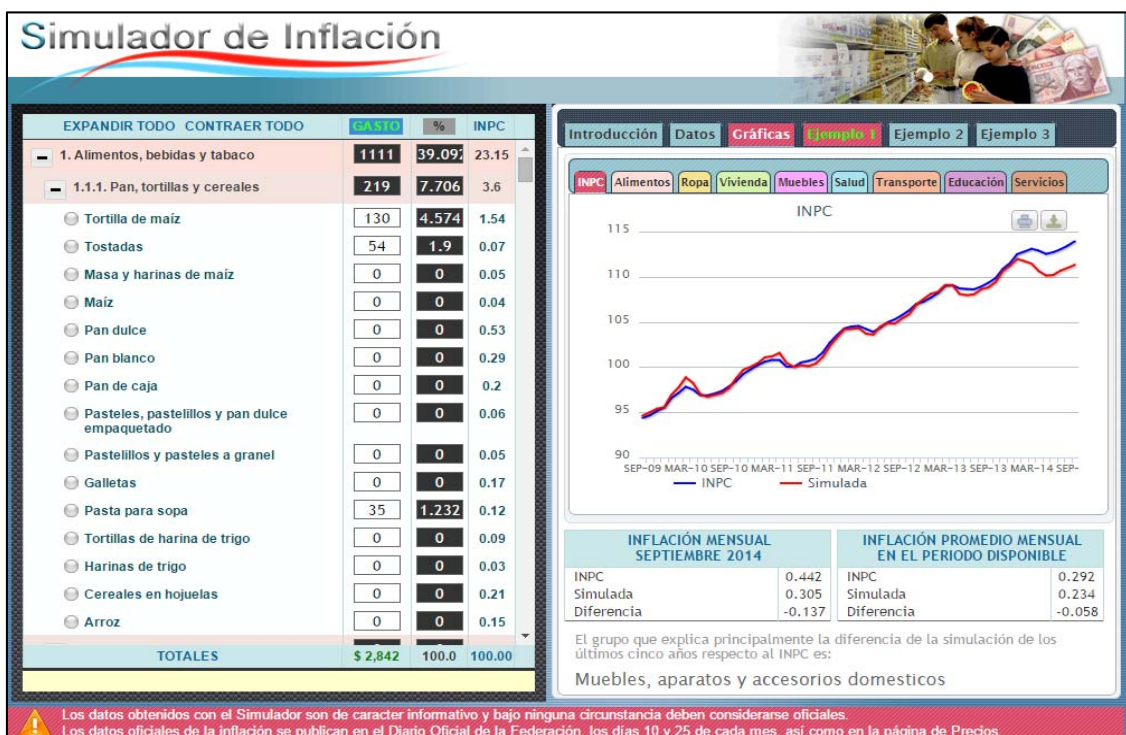 Simulador de Inflación
EXPANDIR TODO CONTRAER TODO GASTO % INPC
1. Alimentos, bebidas y tabaco 1111 39.092 23.15
1.1.1. Pan, tortillas y cereales 219 7.706 3.6
Tortilla de maíz 130 4.574 1.54
Tostadas 54 1.9 0.07
Masa y harinas de maíz 0 0 0.05
Maíz 0 0 0.04
Pan dulce 0 0 0.53
Pan blanco 0 0 0.29
Pan de caja 0 0 0.2
Pasteles, pastelillos y pan dulce
empaquetado 0 0 0.06
Pastelillos y pasteles a granel 0 0 0.05
Galletas 0 0 0.17
Pasta para sopa 35 1.232 0.12
Tortillas de harina de trigo 0 0 0.09
Harinas de trigo 0 0 0.03
Cereales en hojuelas 0 0 0.21
Arroz 0 0 0.15
TOTALES $ 2,842 100.0 100.00
Introducción Datos Gráficas Ejemplo 1 Ejemplo 2 Ejemplo 3
INPC Alimentos Ropa Vivienda Muebles Salud Transporte Educación Servicios
INPC
115
110
105
100
95
90
SEP-09 MAR-10 SEP-10 MAR-11 SEP-11 MAR-12 SEP-12 MAR-13 SEP-13 MAR-14 SEP-
INPC Simulada
INFLACIÓN MENSUAL
SEPTIEMBRE 2014
INPC 0.442
Simulada 0.305
Diferencia -0.137
INFLACIÓN PROMEDIO MENSUAL
EN EL PERIODO DISPONIBLE
INPC 0.292
Simulada 0.234
Diferencia -0.058
El grupo que explica principalmente la diferencia de la simulación de los
últimos cinco años respecto al INPC es:
Muebles, aparatos y accesorios domesticos
Los datos obtenidos con el Simulador son de caracter informativo y bajo ninguna circunstancia deben considerarse oficiales.
Los datos oficiales de la inflación se publican en el Diario Oficial de la Federación, los días 10 y 25 de cada mes, así como en la página de Precios